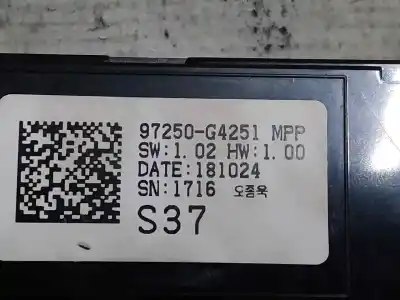 97250-G4251 MPP
SW:1.02 HW:1.00
DATE:181024
SN:1716 오종욱
S37